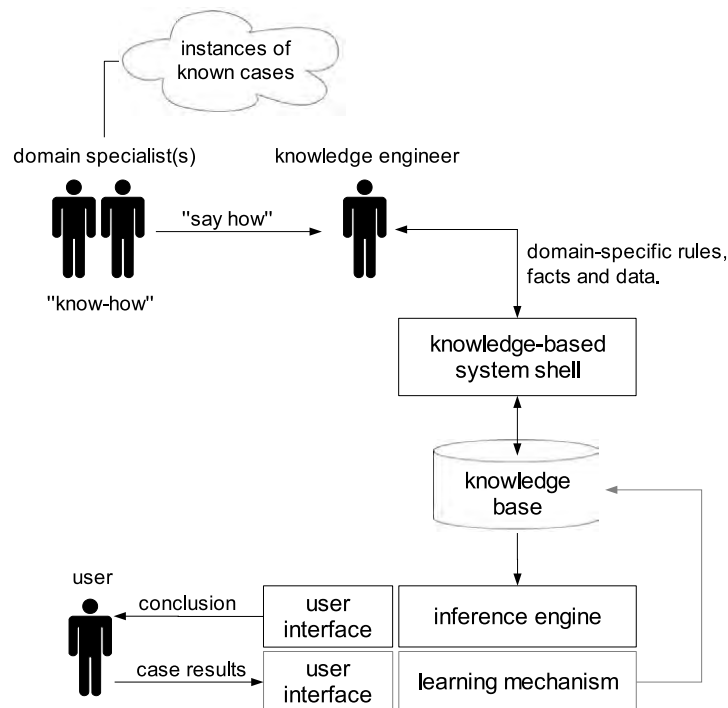 instances of
known cases
domain specialist(s)
knowledge engineer
"say how"
"know-how"
domain-specific rules,
facts and data.
knowledge-based
system shell
knowledge
base
user
conclusion
user
interface
inference engine
case results
user
interface
learning mechanism